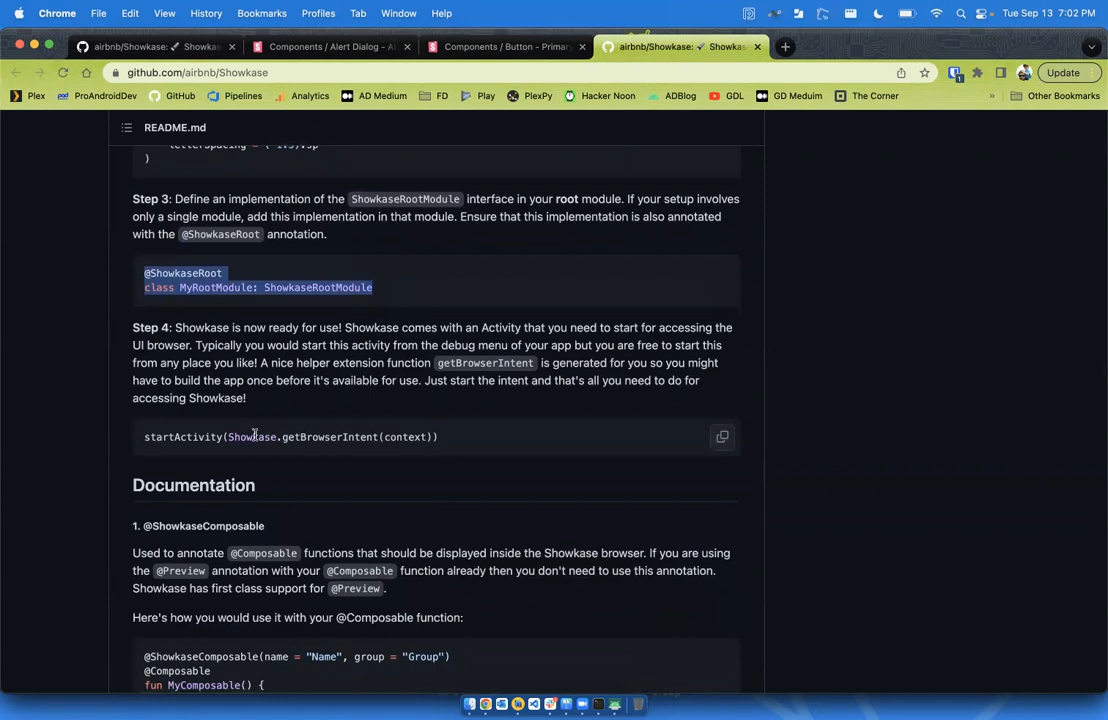 Chrome File Edit View History Bookmarks Profiles Tab Window Help Tue Sep 13 7:02 PM
airbnb/Showkase: 🚀 Showkas × Components / Alert Dialog - Al × Components / Button - Primary × airbnb/Showkase: 🚀 Showkas ×
github.com/airbnb/Showkase Update
Plex ProAndroidDev GitHub Pipelines Analytics AD Medium FD Play PlexPy Hacker Noon ADBlog GDL GD Meduim The Corner » Other Bookmarks
README.md
letterSpacing = (-1.5).sp
)
Step 3: Define an implementation of the ShowkaseRootModule interface in your root module. If your setup involves
only a single module, add this implementation in that module. Ensure that this implementation is also annotated
with the @ShowkaseRoot annotation.
@ShowkaseRoot
class MyRootModule: ShowkaseRootModule
Step 4: Showkase is now ready for use! Showkase comes with an Activity that you need to start for accessing the
UI browser. Typically you would start this activity from the debug menu of your app but you are free to start this
from any place you like! A nice helper extension function getBrowserIntent is generated for you so you might
have to build the app once before it's available for use. Just start the intent and that's all you need to do for
accessing Showkase!
startActivity(Showkase.getBrowserIntent(context))
Documentation
1. @ShowkaseComposable
Used to annotate @Composable functions that should be displayed inside the Showkase browser. If you are using
the @Preview annotation with your @Composable function already then you don't need to use this annotation.
Showkase has first class support for @Preview .
Here's how you would use it with your @Composable function:
@ShowkaseComposable(name = "Name", group = "Group")
@Composable
fun MyComposable() {